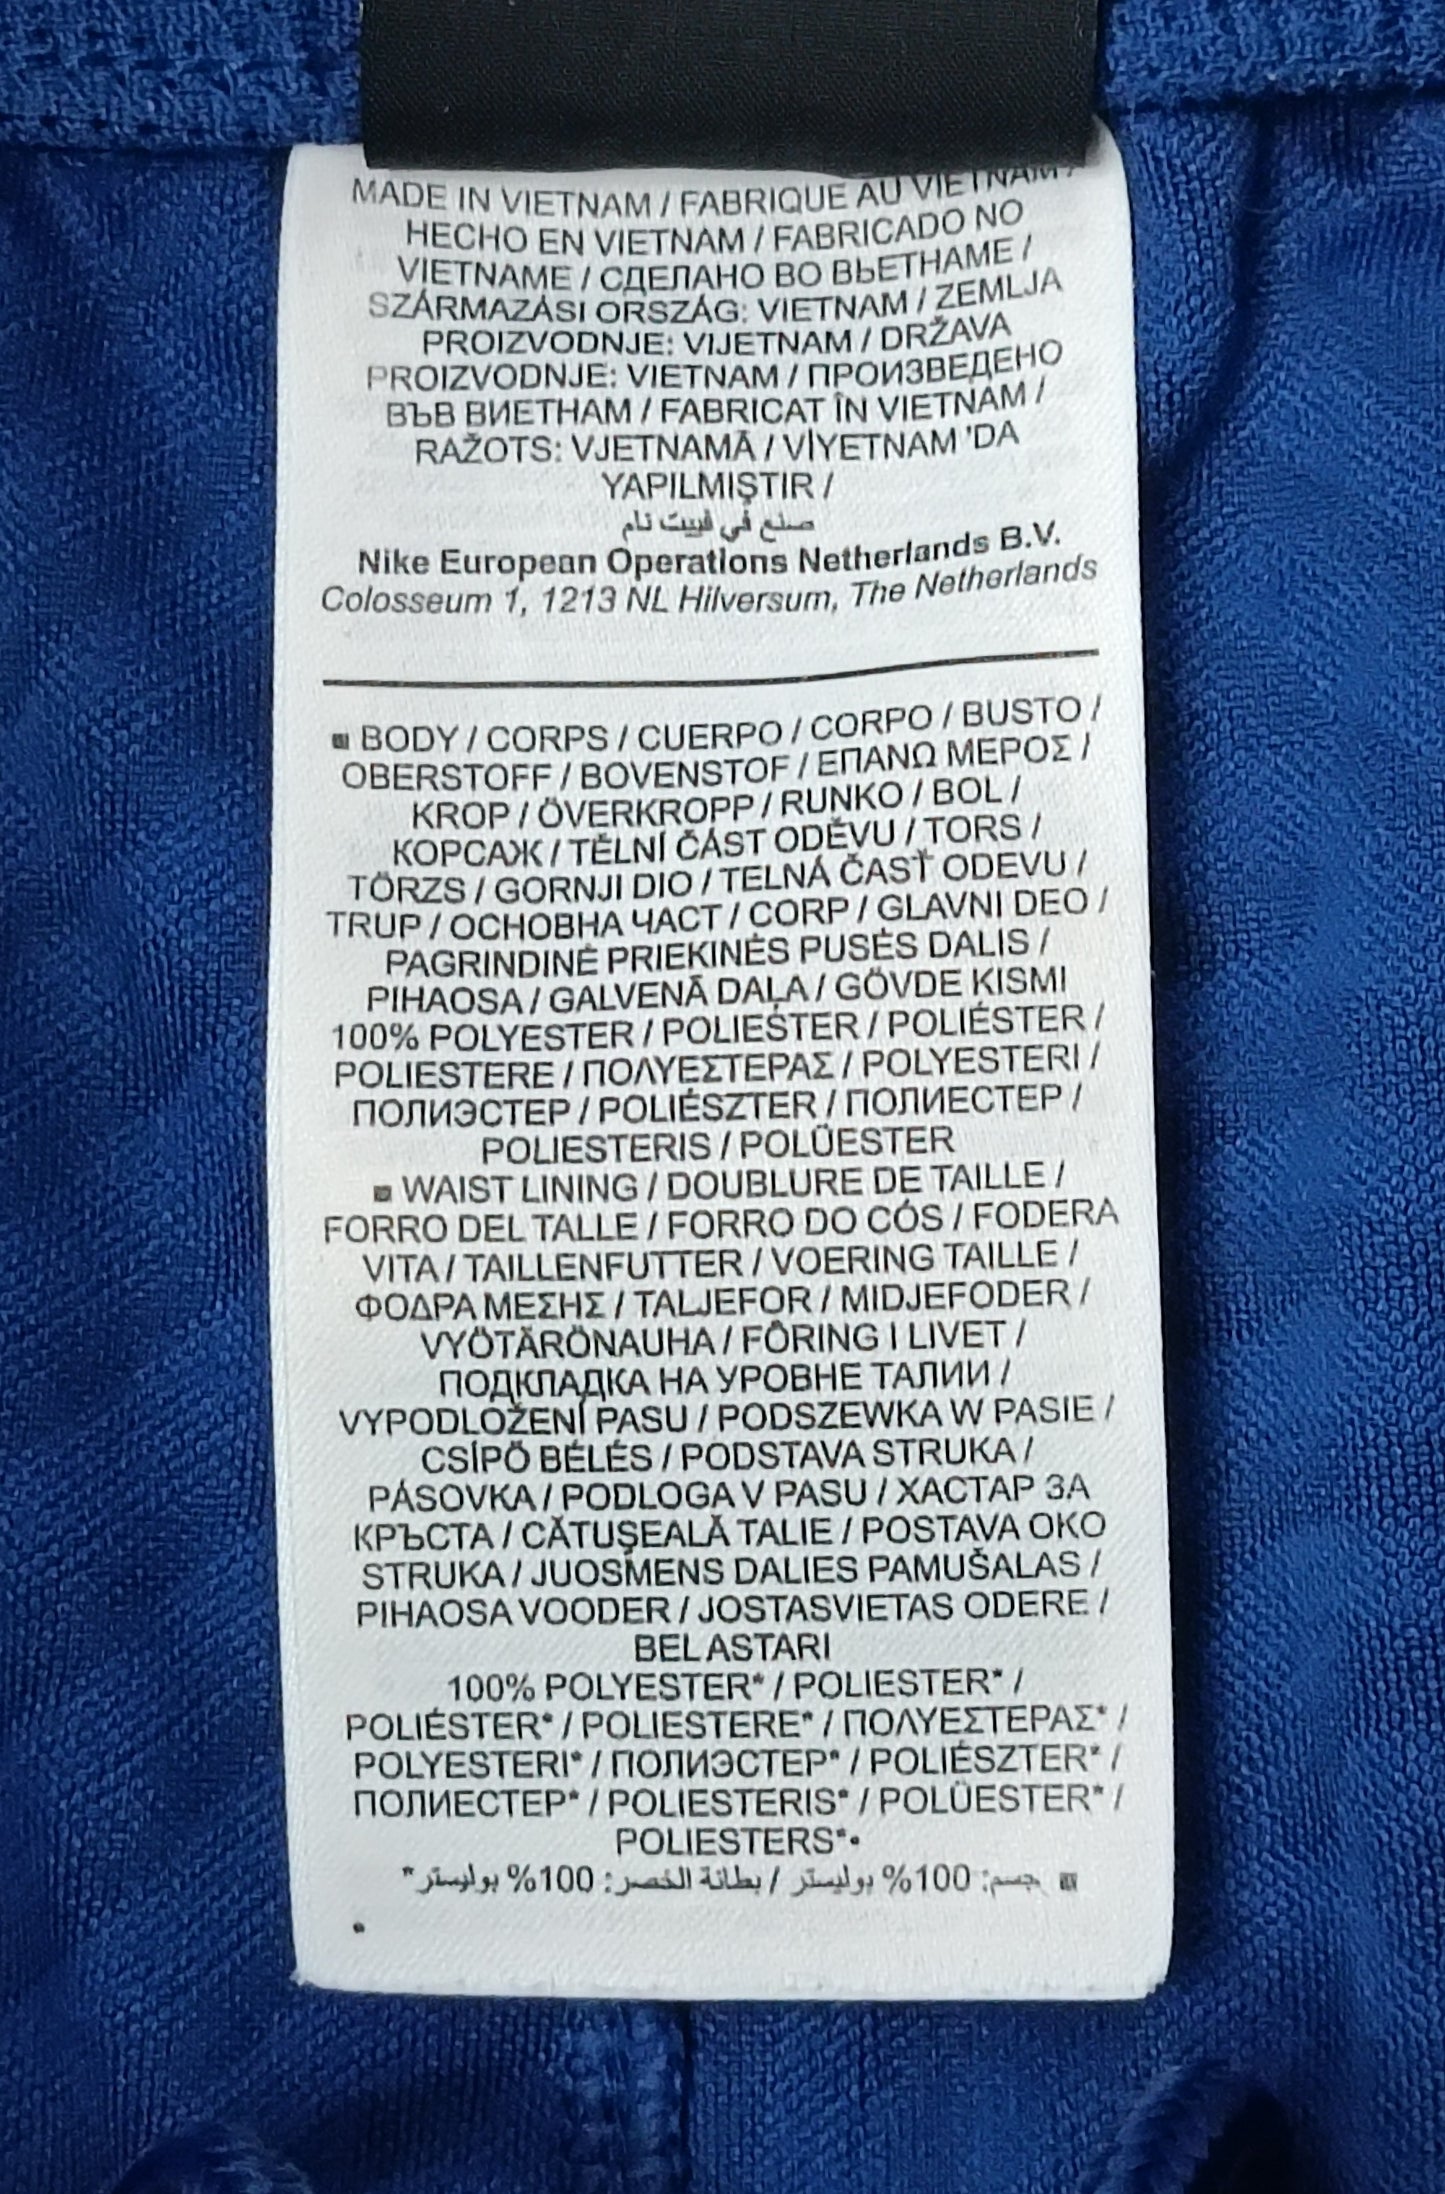 MADE IN VIETNAM / FABRIQUE AU VIETNAM /
HECHO EN VIETNAM / FABRICADO NO
VIETNAME / СДЕЛАНО ВО ВЬЕТНАМЕ /
SZÁRMAZÁSI ORSZÁG: VIETNAM / ZEMLJA
PROIZVODNJE: VIJETNAM / DRŽAVA
PROIZVODNJE: VIETNAM / ПРОИЗВЕДЕНО
ВЪВ ВИЕТНАМ / FABRICAT ÎN VIETNAM /
RAŽOTS: VJETNAMĀ / VİYETNAM 'DA
YAPILMIŞTIR /
صنع في فييت نام
Nike European Operations Netherlands B.V.
Colosseum 1, 1213 NL Hilversum, The Netherlands
BODY / CORPS / CUERPO / CORPO / BUSTO /
OBERSTOFF / BOVENSTOF / ΕΠΑΝΩ ΜΕΡΟΣ /
KROP / ÖVERKROPP / RUNKO / BOL /
КОРСАЖ / TĚLNÍ ČÁST ODĚVU / TORS /
TÖRZS / GORNJI DIO / TELNÁ ČASŤ ODEVU /
TRUP / ОСНОВНА ЧАСТ / CORP / GLAVNI DEO /
PAGRINDINĖ PRIEKINĖS PUSĖS DALIS /
PIHAOSA / GALVENĀ DAĻA / GÖVDE KISMI
100% POLYESTER / POLIESTER / POLIÉSTER /
POLIESTERE / ΠΟΛΥΕΣΤΕΡΑΣ / POLYESTERI /
ПОЛИЭСТЕР / POLIÉSZTER / ПОЛИЕСТЕР /
POLIESTERIS / POLÜESTER
WAIST LINING / DOUBLURE DE TAILLE /
FORRO DEL TALLE / FORRO DO CÓS / FODERA
VITA / TAILLENFUTTER / VOERING TAILLE /
ΦΟΔΡΑ ΜΕΣΗΣ / TALJEFOR / MIDJEFODER /
VYÖTÄRÖNAUHA / FÔRING I LIVET /
ПОДКЛАДКА НА УРОВНЕ ТАЛИИ /
VYPODLOŽENÍ PASU / PODSZEWKA W PASIE /
CSÍPŐ BÉLÉS / PODSTAVA STRUKA /
PÁSOVKA / PODLOGA V PASU / ХАСТАР ЗА
КРЪСТА / CĂTUŞEALĂ TALIE / POSTAVA OKO
STRUKA / JUOSMENS DALIES PAMUŠALAS /
PIHAOSA VOODER / JOSTASVIETAS ODERE /
BEL ASTARI
100% POLYESTER* / POLIESTER* /
POLIÉSTER* / POLIESTERE* / ΠΟΛΥΕΣΤΕΡΑΣ* /
POLYESTERI* / ПОЛИЭСТЕР* / POLIÉSZTER* /
ПОЛИЕСТЕР* / POLIESTERIS* / POLÜESTER* /
POLIESTERS*•
جسم: 100% بوليستر / بطانة الخصر: 100% بوليستر*